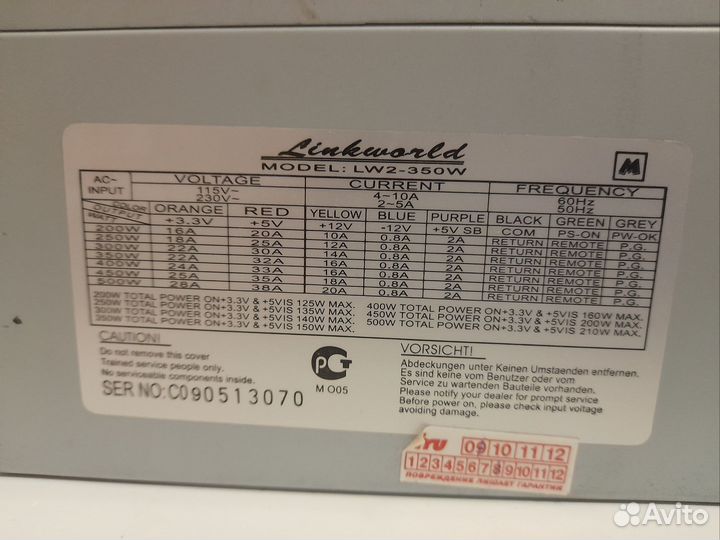 Linkworld
MODEL: LW2-350W
M
AC~ INPUT VOLTAGE CURRENT FREQUENCY
115V~ 4-10A 60Hz
230V~ 2-5A 50Hz
COLOR OUTPUT WATT ORANGE RED YELLOW BLUE PURPLE BLACK GREEN GREY
+3.3V +5V +12V -12V +5V SB COM PS-ON PW-OK
200W 16A 20A 10A 0.8A 2A RETURN REMOTE P.G.
250W 18A 25A 12A 0.8A 2A RETURN REMOTE P.G.
300W 22A 30A 14A 0.8A 2A RETURN REMOTE P.G.
350W 22A 32A 16A 0.8A 2A RETURN REMOTE P.G.
400W 24A 33A 16A 0.8A 2A RETURN REMOTE P.G.
450W 25A 35A 18A 0.8A 2A RETURN REMOTE P.G.
500W 28A 38A 20A 0.8A 2A RETURN REMOTE P.G.
200W TOTAL POWER ON+3.3V & +5VIS 125W MAX.
250W TOTAL POWER ON+3.3V & +5VIS 135W MAX.
300W TOTAL POWER ON+3.3V & +5VIS 140W MAX.
350W TOTAL POWER ON+3.3V & +5VIS 150W MAX.
400W TOTAL POWER ON+3.3V & +5VIS 160W MAX.
450W TOTAL POWER ON+3.3V & +5VIS 200W MAX.
500W TOTAL POWER ON+3.3V & +5VIS 210W MAX.
CAUTION!
Do not remove this cover
Trained service people only.
No serviceable components inside.
SER NO:C090513070
РСТ
М О05
VORSICHT!
Abdeckung unter Keinen Umstaenden entfernen.
Es sind keine vom Benutzer oder vom
Service zu wartenden Bauteile vorhanden.
Please notify your dealer for prompt service
Before power on, please check input voltage
avoiding damage.
09 10 11 12
1 2 3 4 5 6 7 8 9 10 11 12
ПОВРЕЖДЕНИЕ ЛИШАЕТ ГАРАНТИИ
Avito